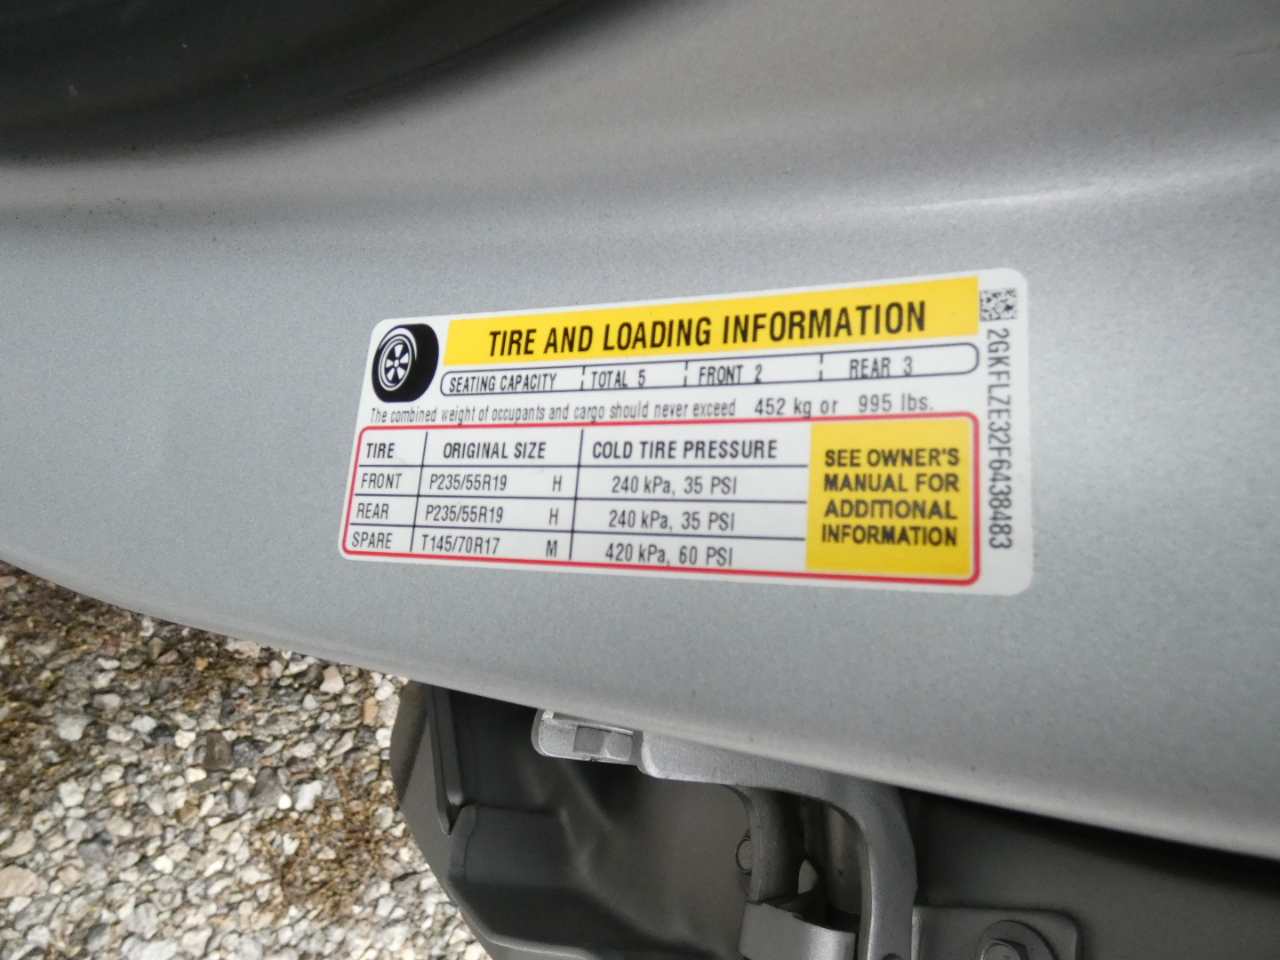 TIRE AND LOADING INFORMATION
SEATING CAPACITY TOTAL 5 FRONT 2 REAR 3
The combined weight of occupants and cargo should never exceed 452 kg or 995 lbs.
TIRE ORIGINAL SIZE COLD TIRE PRESSURE
FRONT P235/55R19 H 240 kPa, 35 PSI
REAR P235/55R19 H 240 kPa, 35 PSI
SPARE T145/70R17 M 420 kPa, 60 PSI
SEE OWNER'S
MANUAL FOR
ADDITIONAL
INFORMATION
2GKFLZE32F6438483